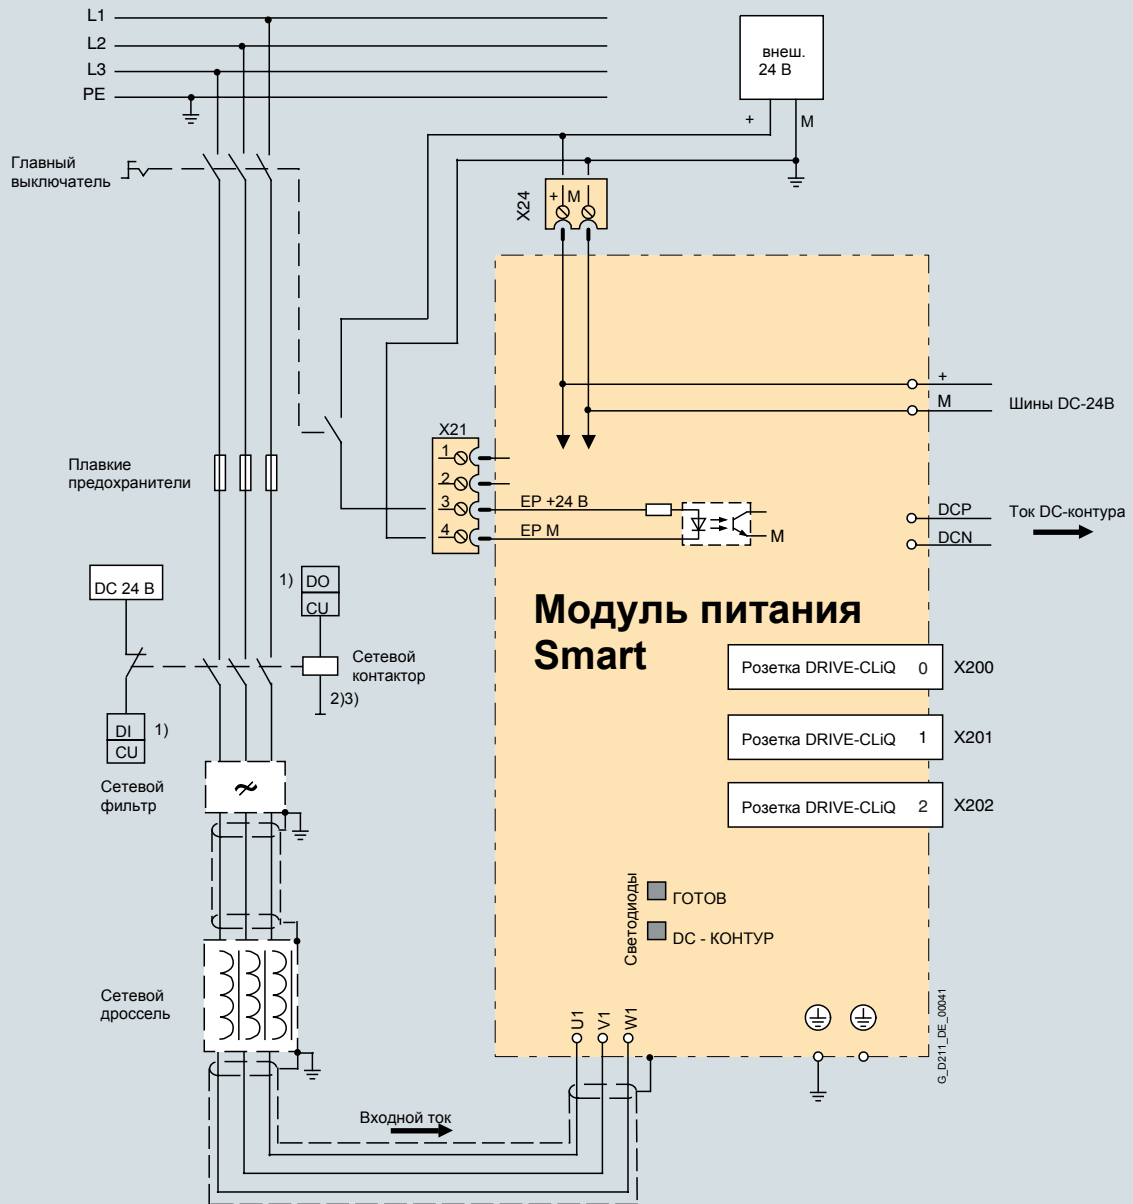 L1
L2
L3
PE
внеш.
24 В
+
M
Главный
выключатель
X24
+ M
+
M
Шины DC-24В
X21
1
2
3
4
Плавкие
предохранители
EP +24 В
EP M
M
DCP
DCN
Ток DC-контура
DC 24 В
1)
DO
CU
Сетевой
контактор
2)3)
DI
CU
1)
Модуль питания
Smart
Розетка DRIVE-CLiQ 0
X200
Розетка DRIVE-CLiQ 1
X201
Розетка DRIVE-CLiQ 2
X202
Сетевой
фильтр
Светодиоды
ГОТОВ
DC - КОНТУР
Сетевой
дроссель
U1
V1
W1
G_D211_DE_00041
Входной ток